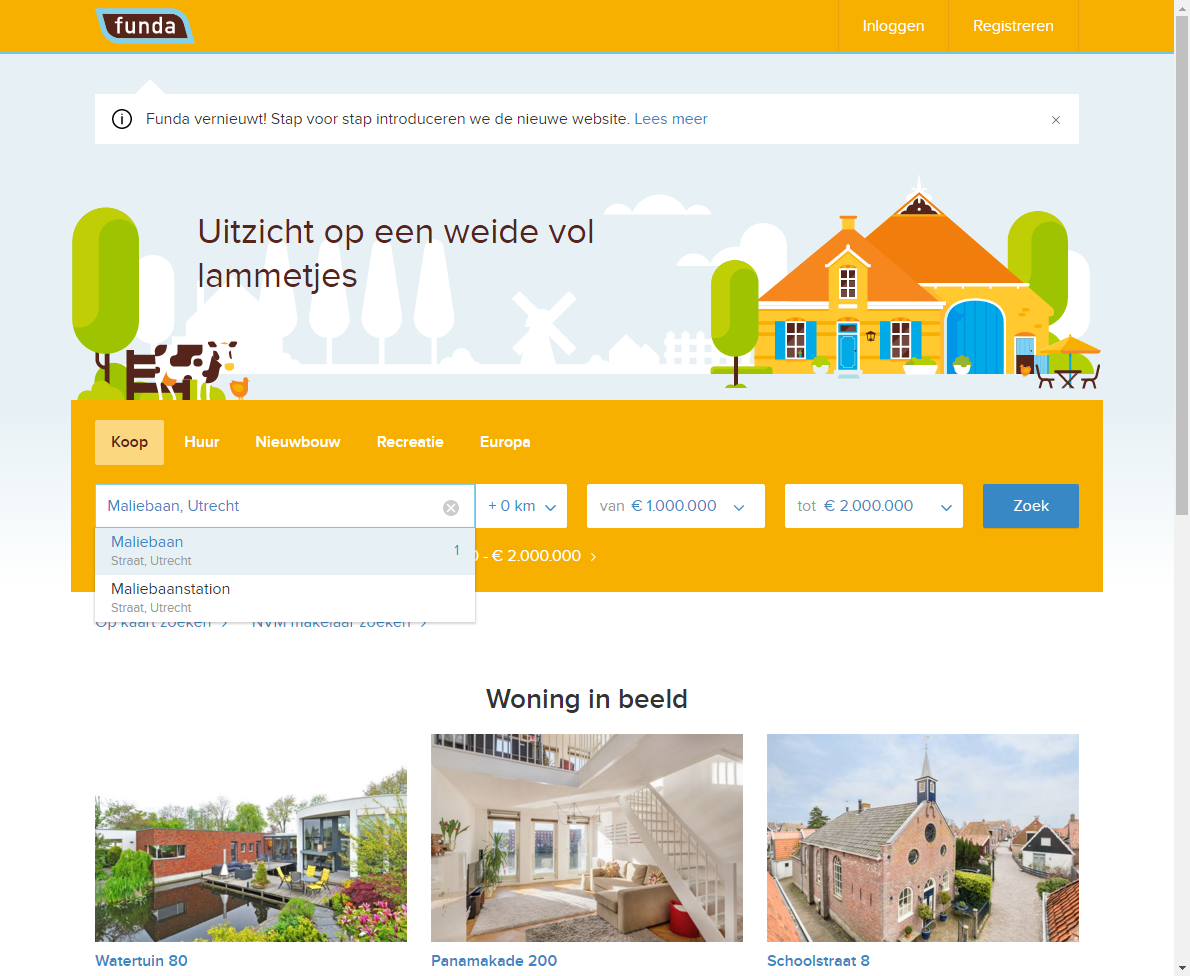 funda
Inloggen
Registreren
Funda vernieuwt! Stap voor stap introduceren we de nieuwe website. Lees meer
Uitzicht op een weide vol
lammetjes
Koop
Huur
Nieuwbouw
Recreatie
Europa
Maliebaan, Utrecht
+ 0 km
van € 1.000.000
tot € 2.000.000
Zoek
Maliebaan
1
Straat, Utrecht
- € 2.000.000
Maliebaanstation
Straat, Utrecht
Op kaart zoeken
NVM makelaar zoeken
Woning in beeld
Watertuin 80
Panamakade 200
Schoolstraat 8